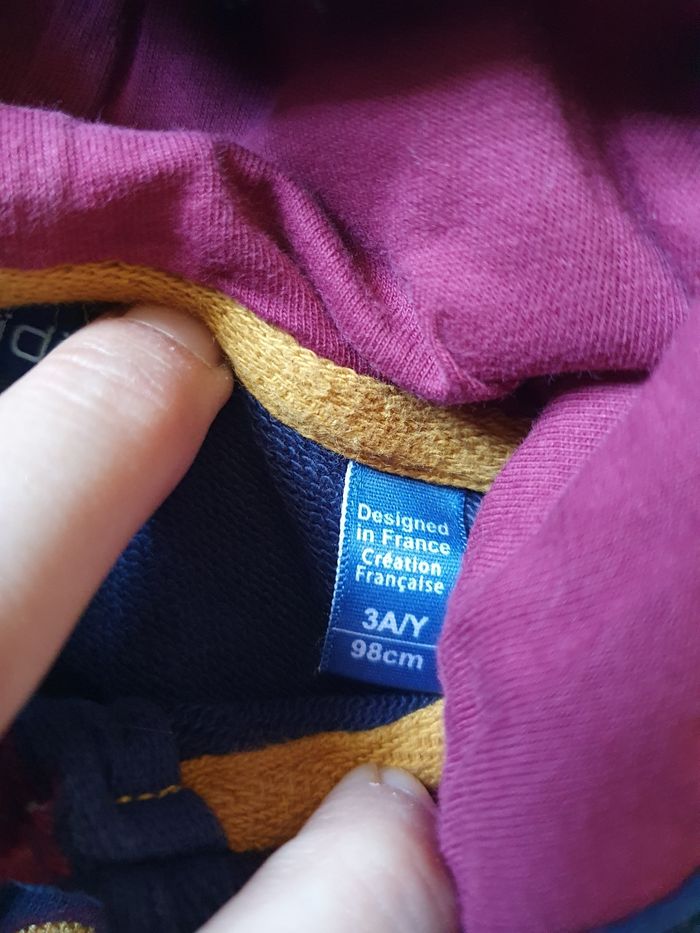 Designed
in France
Création
Française
3A/Y
98cm